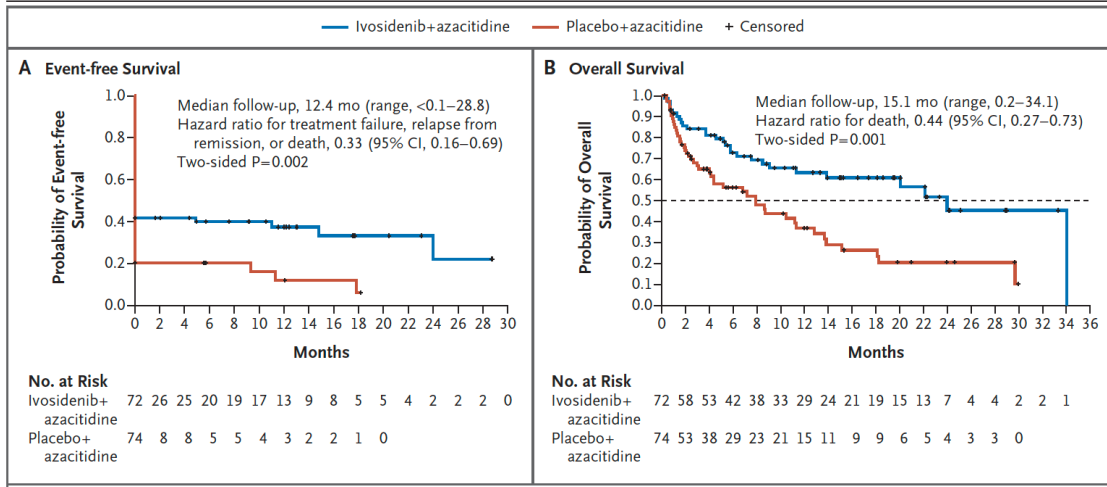 Ivosidenib+azacitidine Placebo+azacitidine + Censored
A Event-free Survival
Probability of Event-free
Survival
1.0
0.8
0.6
0.4
0.2
0.0
Median follow-up, 12.4 mo (range, <0.1–28.8)
Hazard ratio for treatment failure, relapse from
remission, or death, 0.33 (95% CI, 0.16–0.69)
Two-sided P=0.002
0 2 4 6 8 10 12 14 16 18 20 22 24 26 28 30
Months
No. at Risk
Ivosidenib+
azacitidine
72 26 25 20 19 17 13 9 8 5 5 4 2 2 2 0
Placebo+
azacitidine
74 8 8 5 5 4 3 2 2 1 0
B Overall Survival
Probability of Overall
Survival
1.0
0.9
0.8
0.7
0.6
0.5
0.4
0.3
0.2
0.1
0.0
Median follow-up, 15.1 mo (range, 0.2–34.1)
Hazard ratio for death, 0.44 (95% CI, 0.27–0.73)
Two-sided P=0.001
0 2 4 6 8 10 12 14 16 18 20 22 24 26 28 30 32 34 36
Months
No. at Risk
Ivosidenib+
azacitidine
72 58 53 42 38 33 29 24 21 19 15 13 7 4 4 2 2 1
Placebo+
azacitidine
74 53 38 29 23 21 15 11 9 9 6 5 4 3 3 0